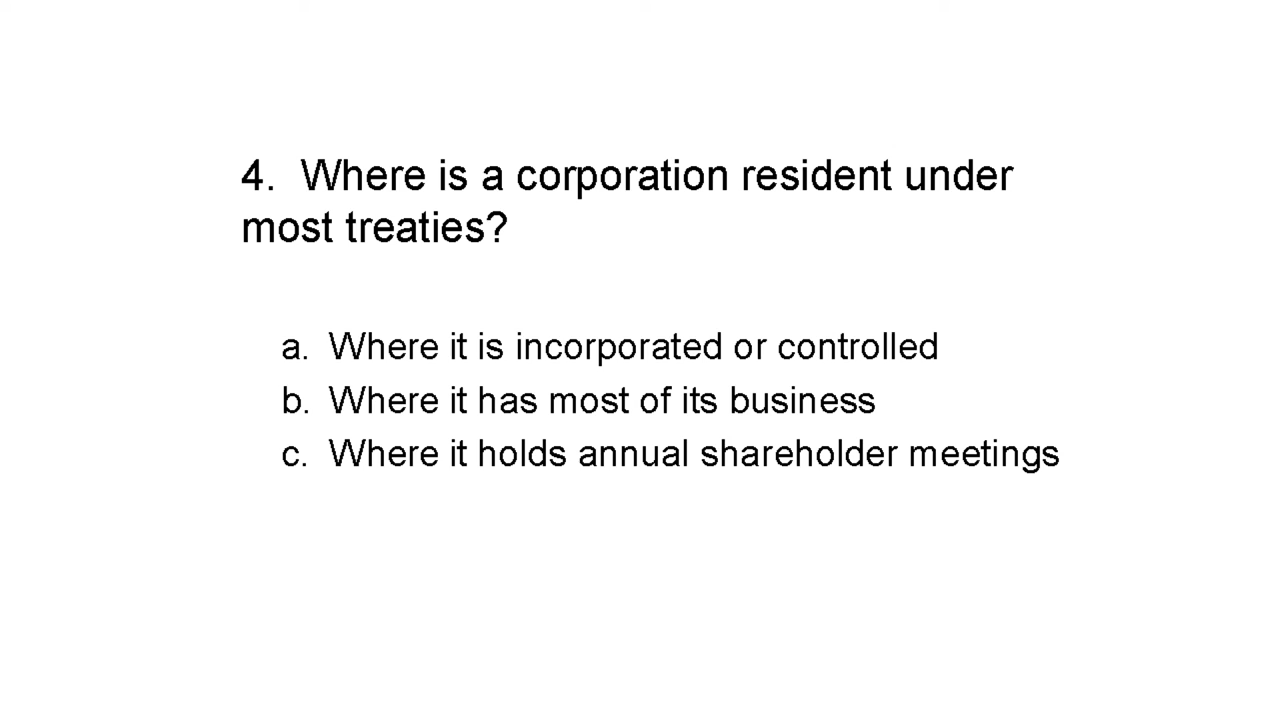 4. Where is a corporation resident under
most treaties?
a. Where it is incorporated or controlled
b. Where it has most of its business
c. Where it holds annual shareholder meetings